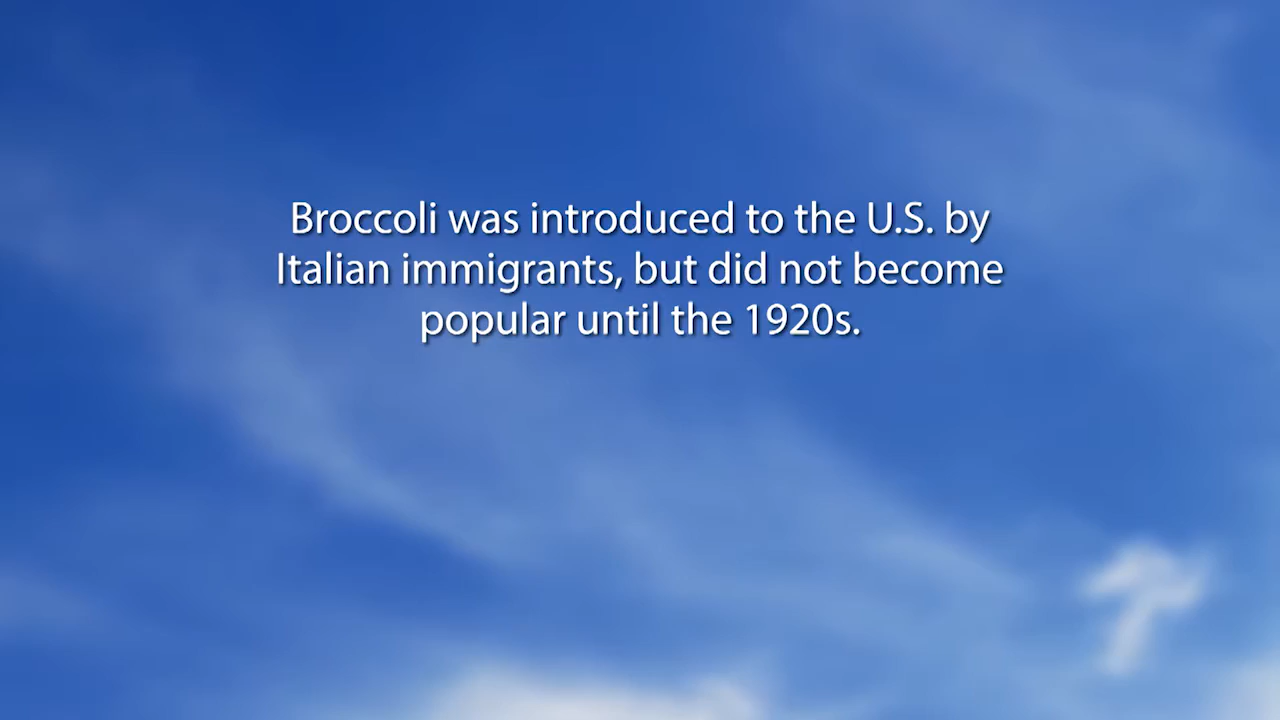 Broccoli was introduced to the U.S. by
Italian immigrants, but did not become
popular until the 1920s.